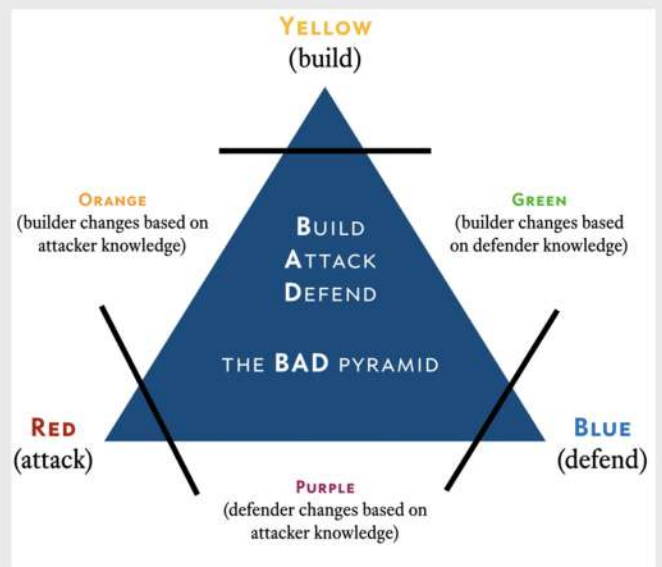 YELLOW
(build)
ORANGE
(builder changes based on
attacker knowledge)
GREEN
(builder changes based
on defender knowledge)
BUILD
ATTACK
DEFEND
THE BAD PYRAMID
RED
(attack)
BLUE
(defend)
PURPLE
(defender changes based on
attacker knowledge)